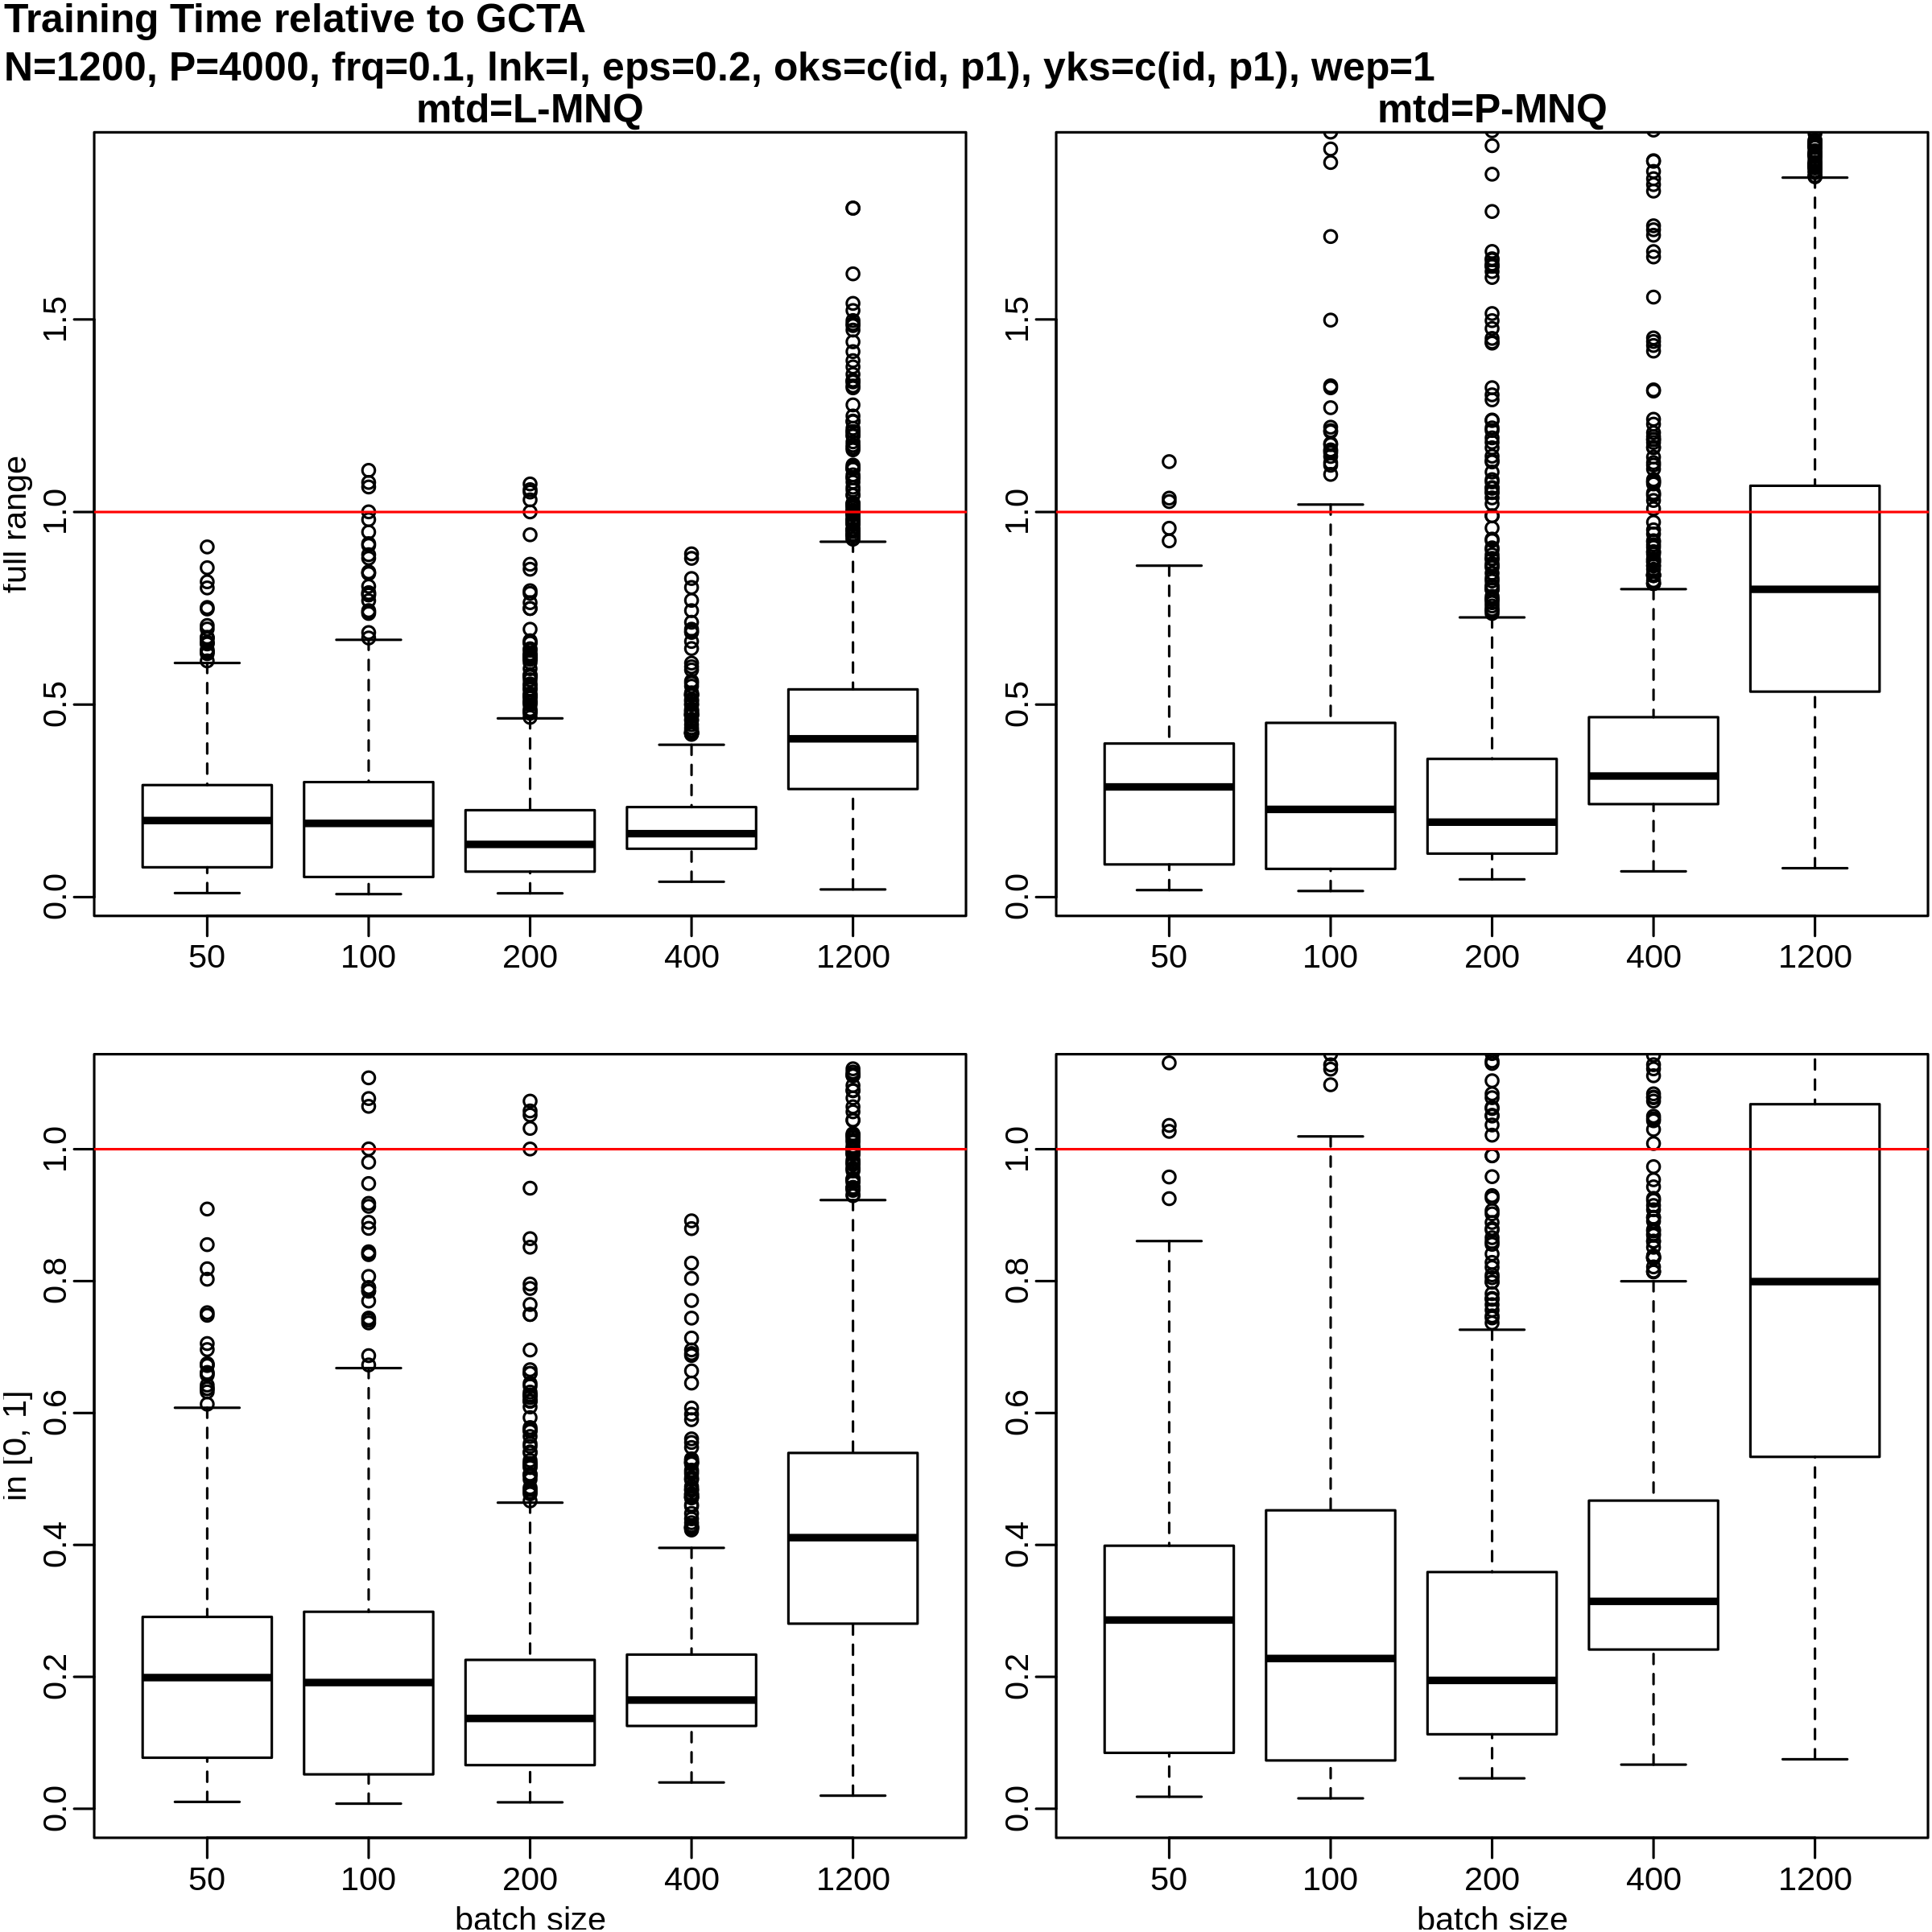 Training Time relative to GCTA
N=1200, P=4000, frq=0.1, lnk=I, eps=0.2, oks=c(id, p1), yks=c(id, p1), wep=1
mtd=L-MNQ
mtd=P-MNQ
full range
0.0 0.5 1.0 1.5
50 100 200 400 1200
0.0 0.5 1.0 1.5
50 100 200 400 1200
in [0, 1]
0.0 0.2 0.4 0.6 0.8 1.0
50 100 200 400 1200
batch size
0.0 0.2 0.4 0.6 0.8 1.0
50 100 200 400 1200
batch size